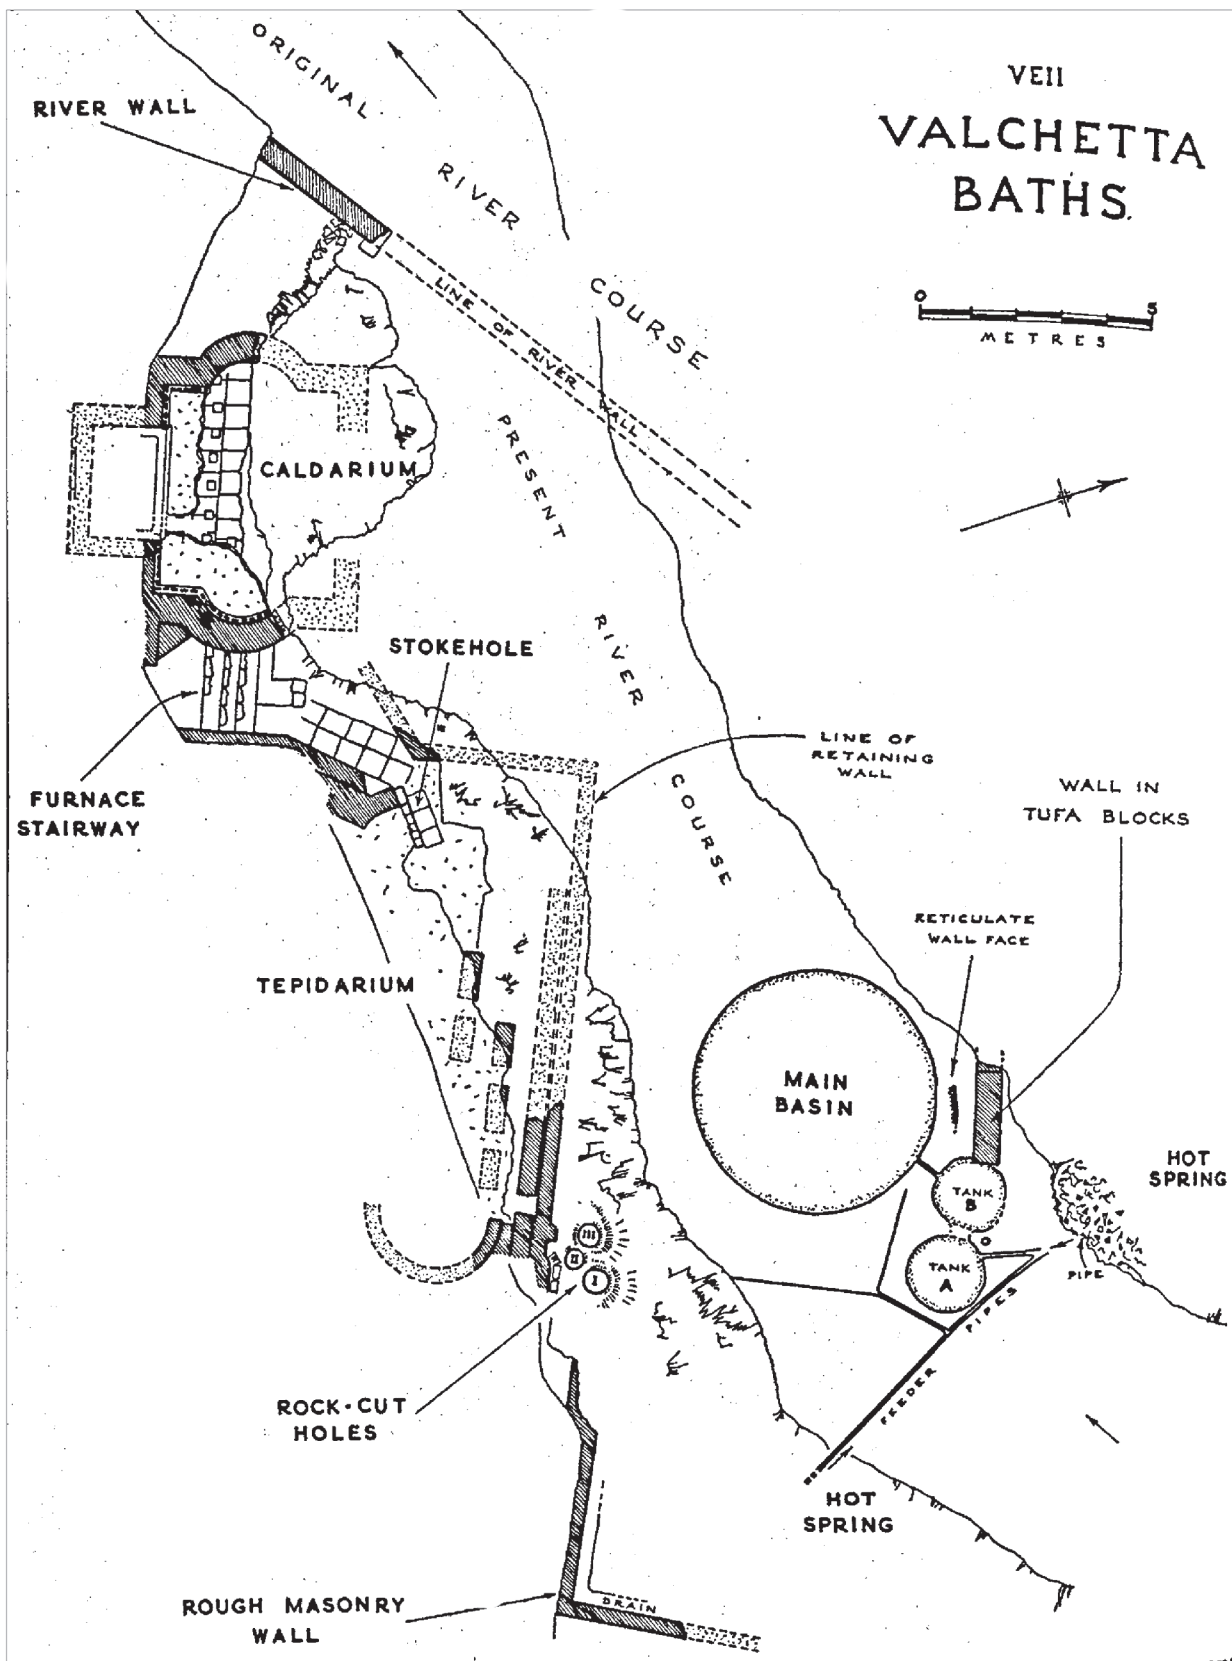 VEII
VALCHETTA
BATHS.
0 5
METRES
ORIGINAL
RIVER
COURSE
RIVER WALL
LINE OF RIVER WALL
CALDARIUM
PRESENT
RIVER
COURSE
STOKEHOLE
LINE OF
RETAINING
WALL
WALL IN
TUFA BLOCKS
FURNACE
STAIRWAY
RETICULATE
WALL FACE
TEPIDARIUM
MAIN
BASIN
HOT
SPRING
TANK
B
TANK
A
PIPE
III
II
I
FEEDER PIPES
ROCK-CUT
HOLES
HOT
SPRING
ROUGH MASONRY
WALL
DRAIN